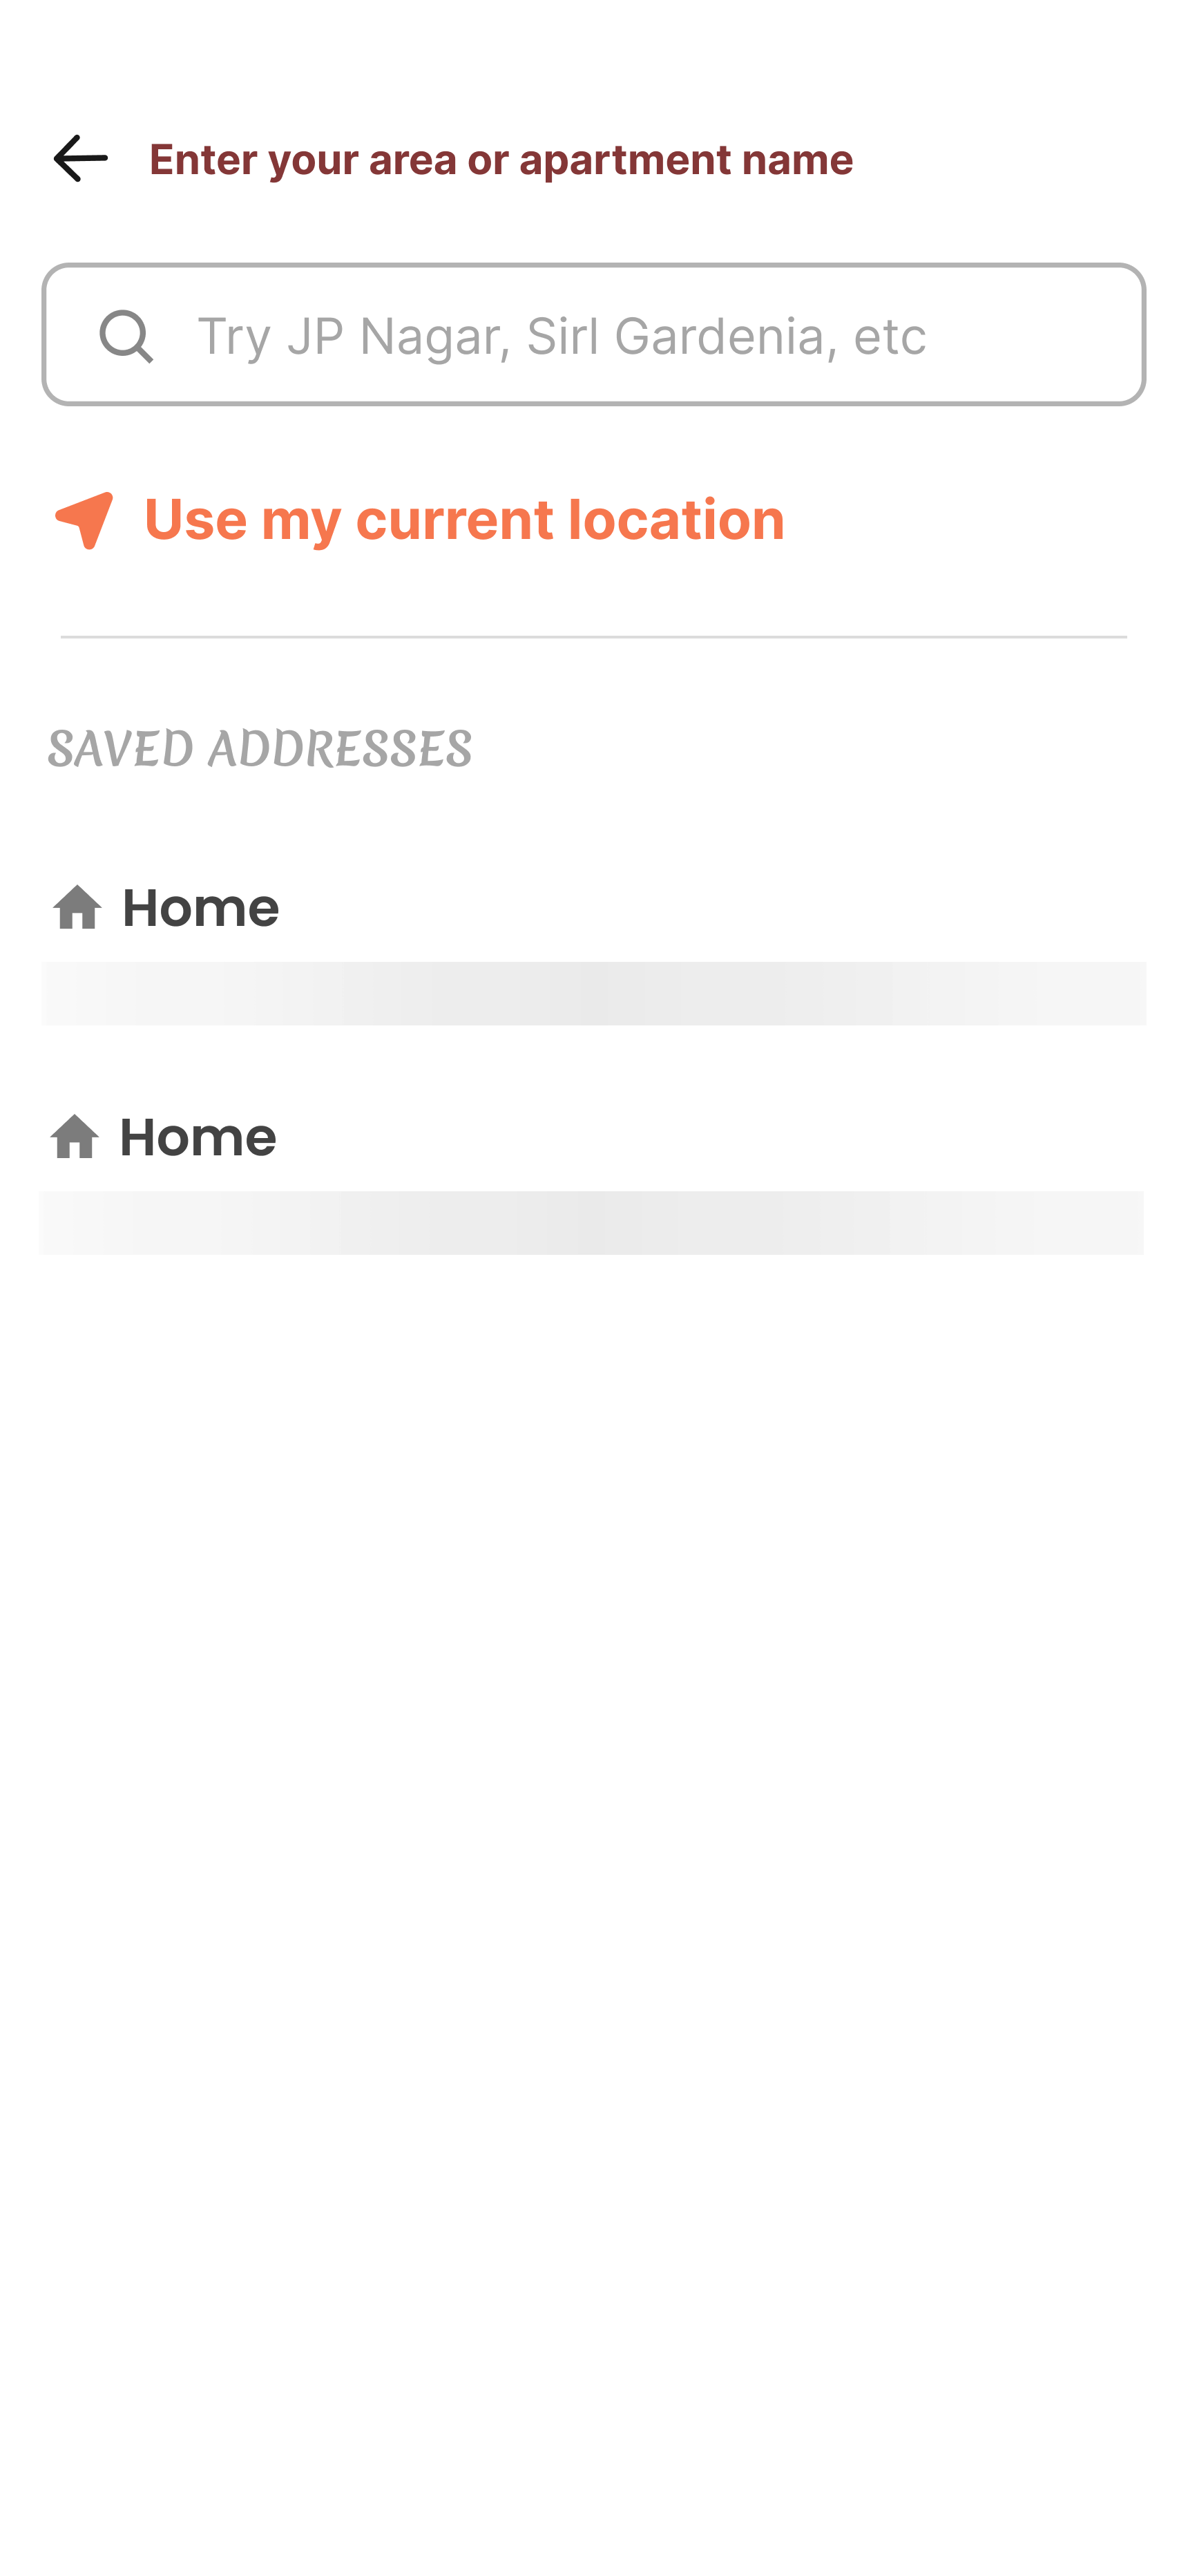 Enter your area or apartment name
Try JP Nagar, Sirl Gardenia, etc
Use my current location
SAVED ADDRESSES
Home
Home